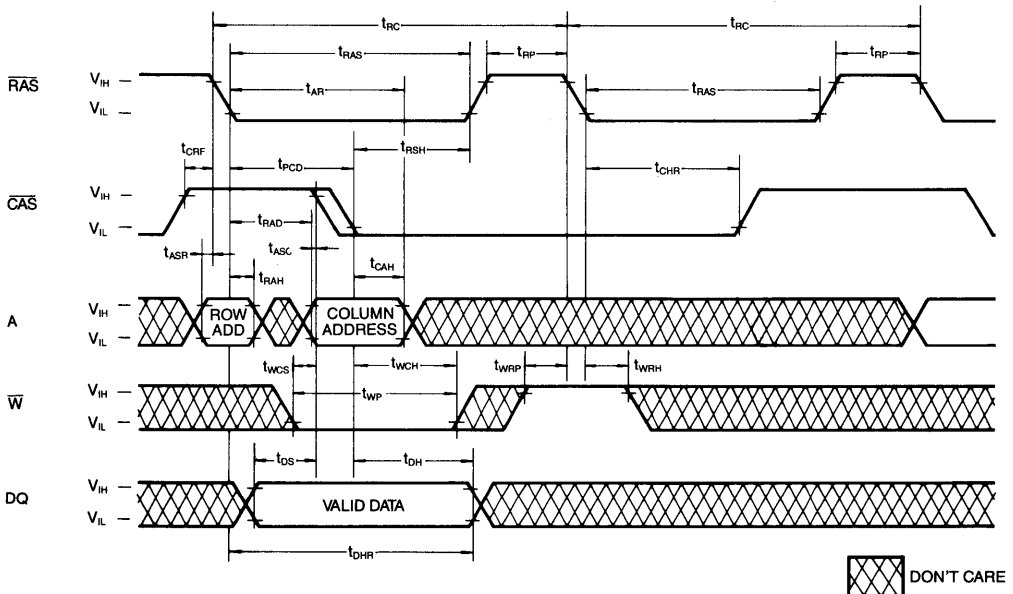 tRC tRC
tRAS tRP tRP
RAS VIH
tAR tRAS
VIL
tCRF tPCD tRSH tCHR
CAS VIH
VIL tRAD
tASR tASC tCAH
tRAH
A VIH ROW ADD COLUMN ADDRESS
VIL
tWCS tWCH tWRP tWRH
W VIH tWP
VIL
tDS tDH
DQ VIH
VALID DATA
VIL
tDHR
DON'T CARE